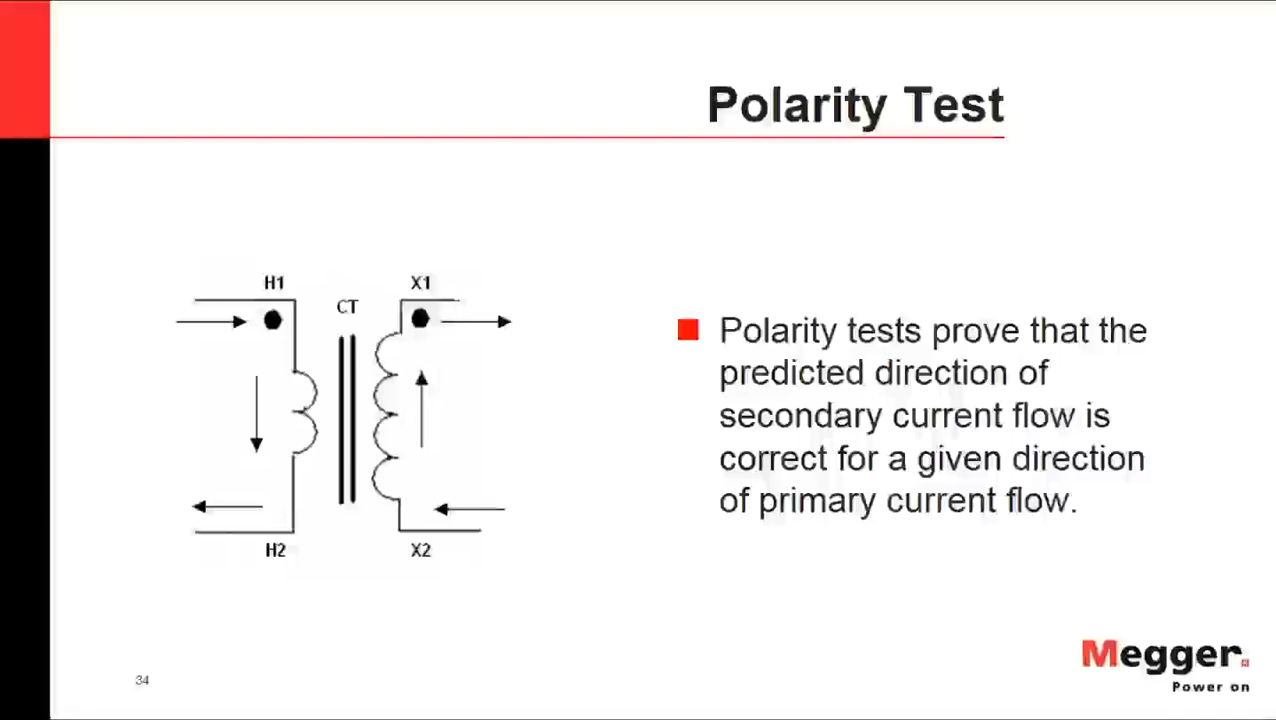 Polarity Test
H1
X1
CT
H2
X2
Polarity tests prove that the
predicted direction of
secondary current flow is
correct for a given direction
of primary current flow.
34
Megger.
Power on